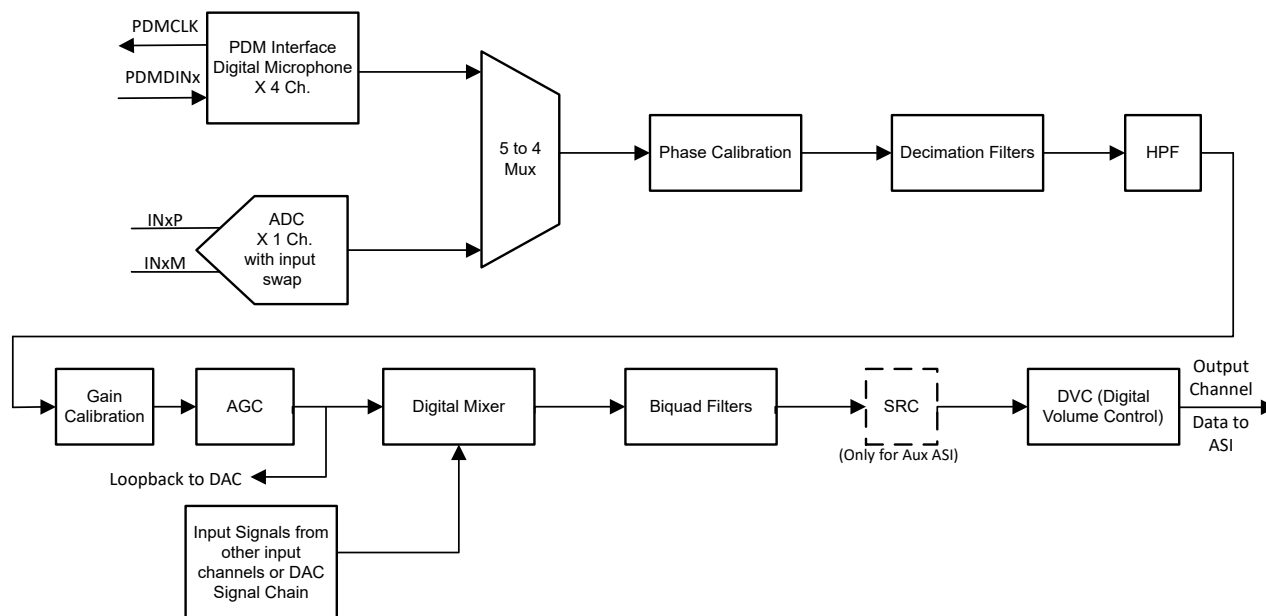 PDMCLK
PDMDINx
PDM Interface
Digital Microphone
X 4 Ch.
INxP
INxM
ADC
X 1 Ch.
with input
swap
5 to 4
Mux
Phase Calibration
Decimation Filters
HPF
Gain
Calibration
AGC
Loopback to DAC
Digital Mixer
Input Signals from
other input
channels or DAC
Signal Chain
Biquad Filters
SRC
(Only for Aux ASI)
DVC (Digital
Volume Control)
Output
Channel
Data to
ASI